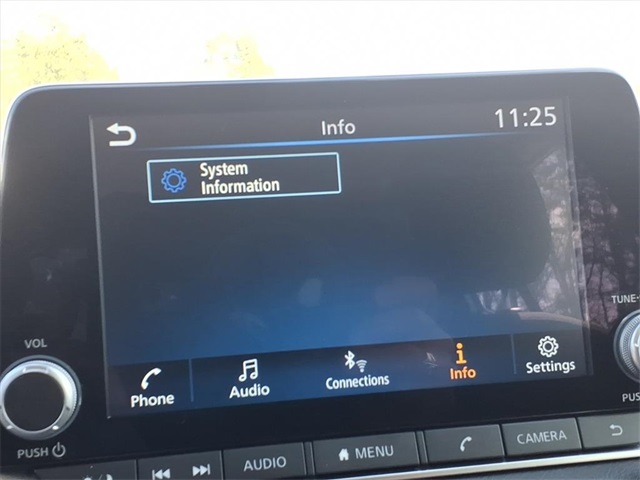 Info
11:25
System
Information
Phone
Audio
Connections
Info
Settings
VOL
PUSH
TUNE-
AUDIO
MENU
CAMERA